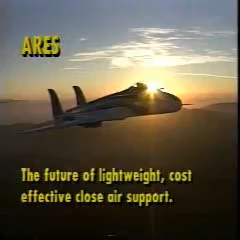 ARES
The future of lightweight, cost
effective close air support.